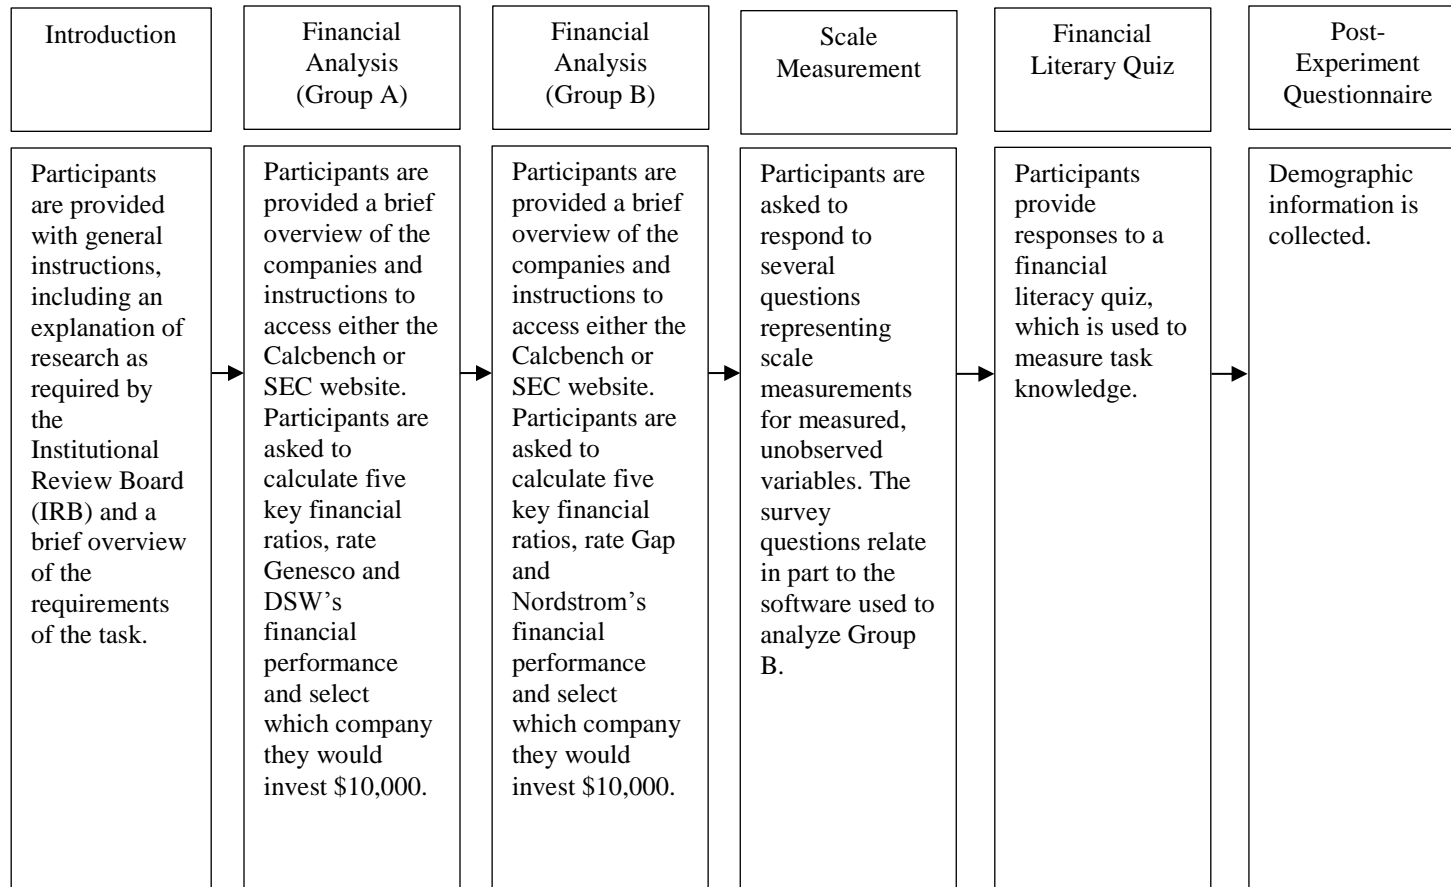 Introduction
Financial
Analysis
(Group A)
Financial
Analysis
(Group B)
Scale
Measurement
Financial
Literary Quiz
Post-
Experiment
Questionnaire
Participants
are provided
with general
instructions,
including an
explanation of
research as
required by
the
Institutional
Review Board
(IRB) and a
brief overview
of the
requirements
of the task.
Participants are
provided a brief
overview of the
companies and
instructions to
access either the
Calcbench or
SEC website.
Participants are
asked to
calculate five
key financial
ratios, rate
Genesco and
DSW’s
financial
performance
and select
which company
they would
invest $10,000.
Participants are
provided a brief
overview of the
companies and
instructions to
access either the
Calcbench or
SEC website.
Participants are
asked to
calculate five
key financial
ratios, rate Gap
and
Nordstrom’s
financial
performance
and select
which company
they would
invest $10,000.
Participants are
asked to
respond to
several
questions
representing
scale
measurements
for measured,
unobserved
variables. The
survey
questions relate
in part to the
software used to
analyze Group
B.
Participants
provide
responses to a
financial
literacy quiz,
which is used to
measure task
knowledge.
Demographic
information is
collected.